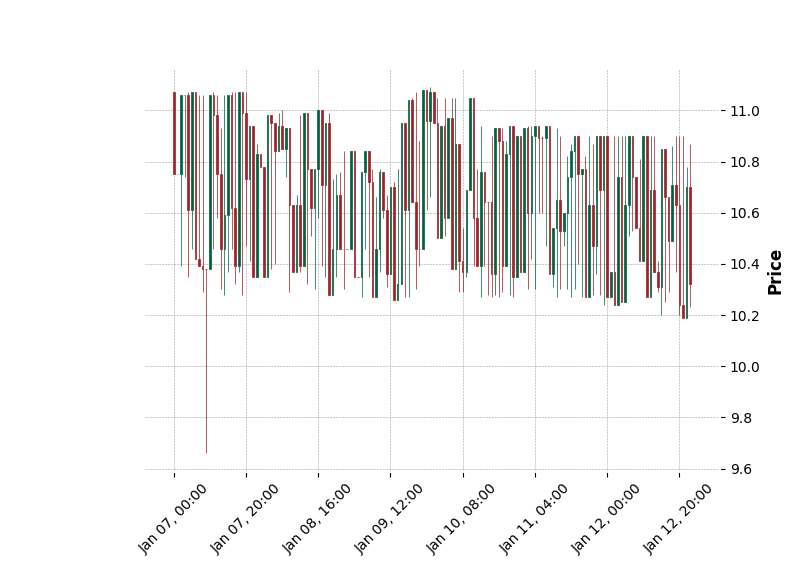 11.0
10.8
10.6
10.4
10.2
10.0
9.8
9.6
Price
Jan 07, 00:00
Jan 07, 20:00
Jan 08, 16:00
Jan 09, 12:00
Jan 10, 08:00
Jan 11, 04:00
Jan 12, 00:00
Jan 12, 20:00